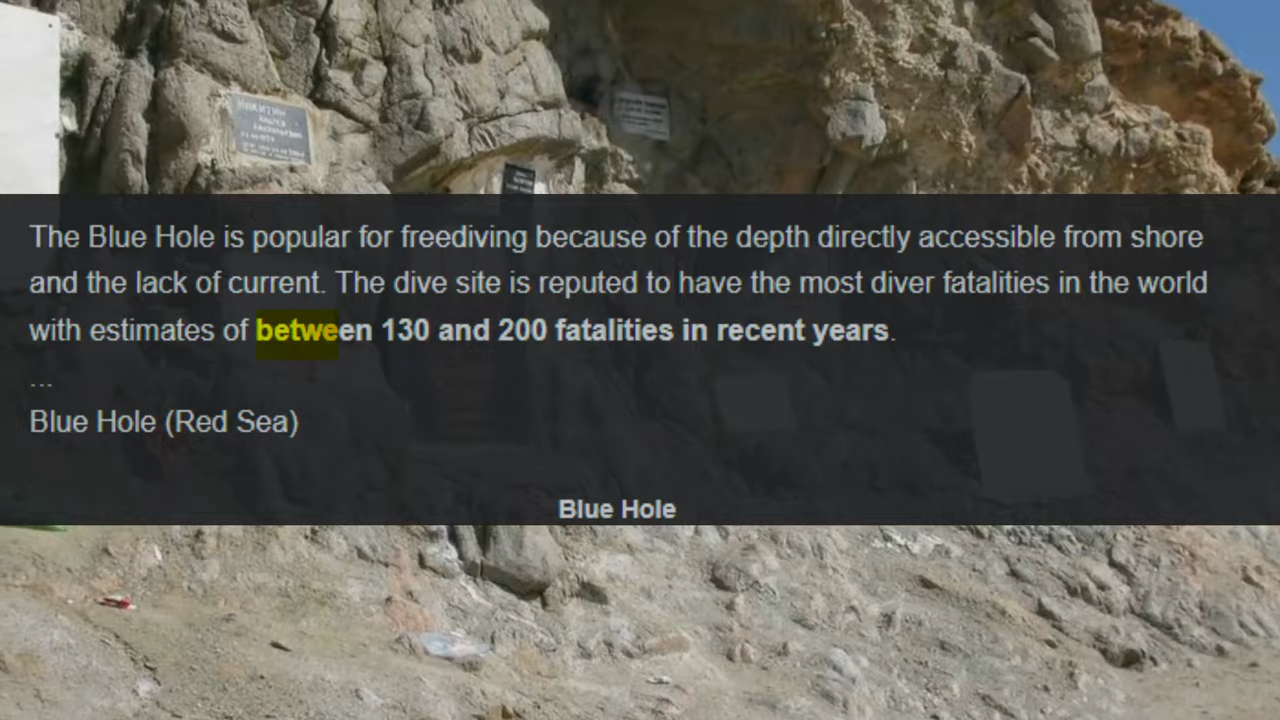 The Blue Hole is popular for freediving because of the depth directly accessible from shore
and the lack of current. The dive site is reputed to have the most diver fatalities in the world
with estimates of between 130 and 200 fatalities in recent years.
...
Blue Hole (Red Sea)
Blue Hole